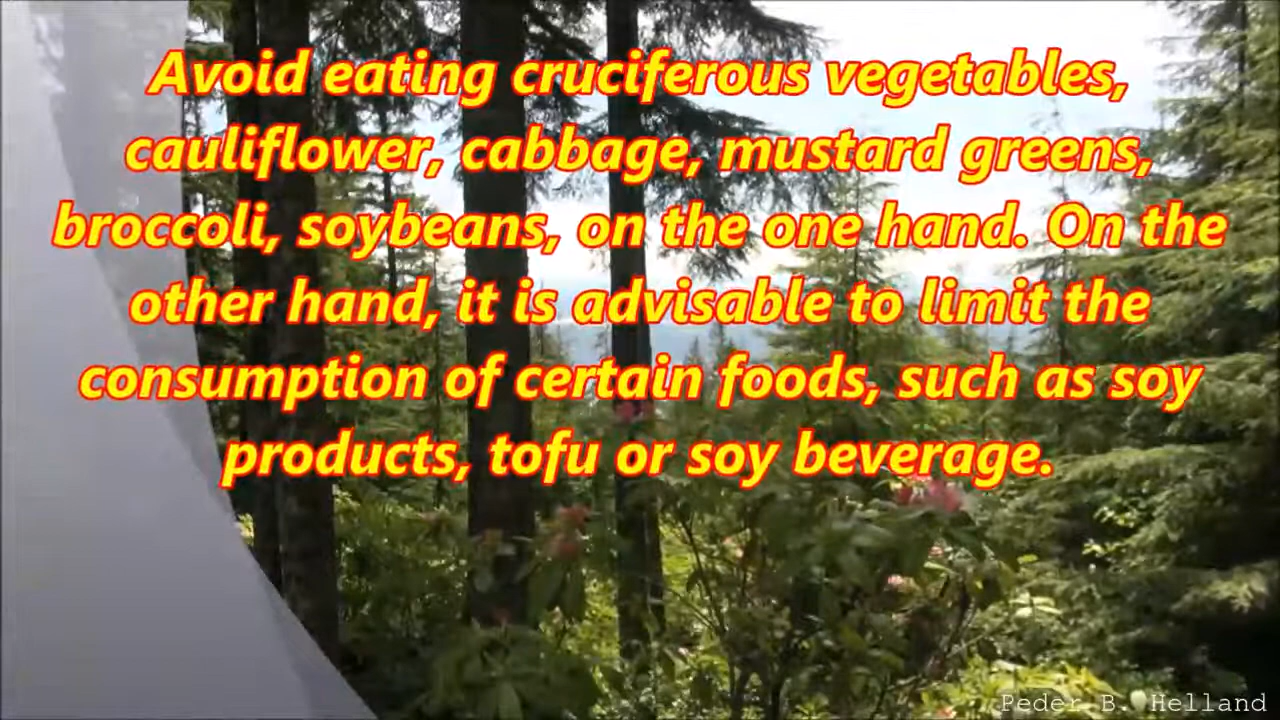 Avoid eating cruciferous vegetables,
cauliflower, cabbage, mustard greens,
broccoli, soybeans, on the one hand. On the
other hand, it is advisable to limit the
consumption of certain foods, such as soy
products, tofu or soy beverage.
Peder B. Helland